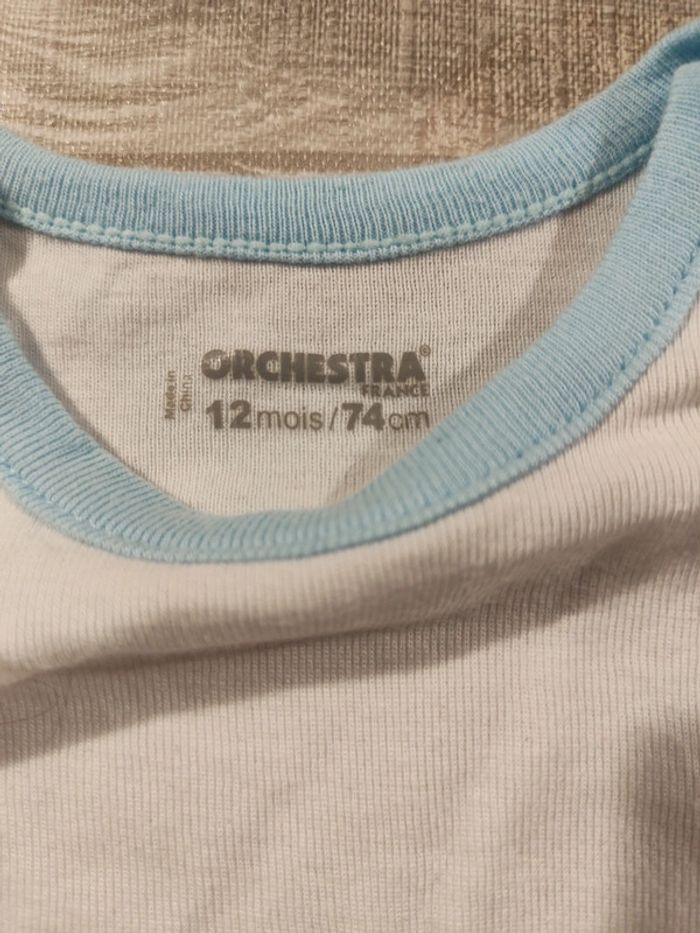 ORCHESTRA®
FRANCE
12mois/74cm
Made in
China